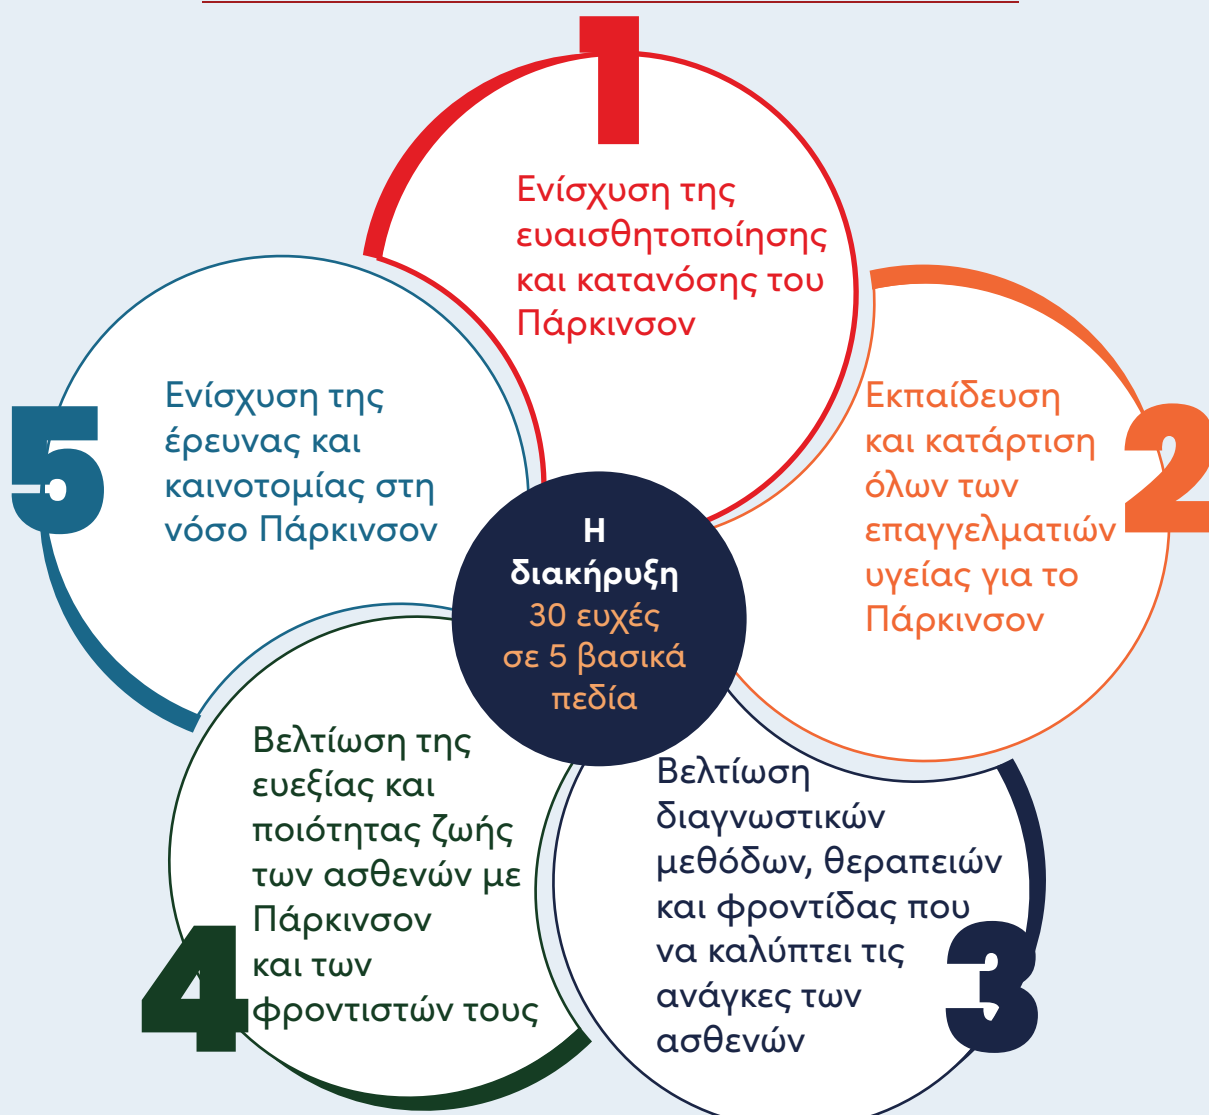 1
Ενίσχυση της
ευαισθητοποίησης
και κατανόσης του
Πάρκινσον
2
Εκπαίδευση
και κατάρτιση
όλων των
επαγγελματιών
υγείας για το
Πάρκινσον
3
Βελτίωση
διαγνωστικών
μεθόδων, θεραπειών
και φροντίδας που
να καλύπτει τις
ανάγκες των
ασθενών
4
Βελτίωση της
ευεξίας και
ποιότητας ζωής
των ασθενών με
Πάρκινσον
και των
φροντιστών τους
5
Ενίσχυση της
έρευνας και
καινοτομίας στη
νόσο Πάρκινσον
Η
διακήρυξη
30 ευχές
σε 5 βασικά
πεδία